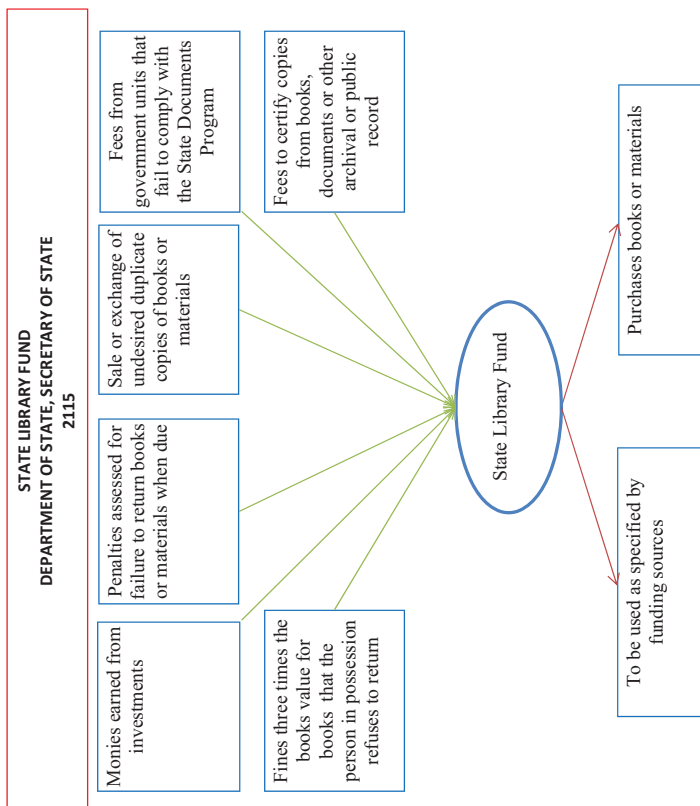 STATE LIBRARY FUND
DEPARTMENT OF STATE, SECRETARY OF STATE
2115
Monies earned from
investments
Penalties assessed for
failure to return books
or materials when due
Sale or exchange of
undesired duplicate
copies of books or
materials
Fees from
government units that
fail to comply with
the State Documents
Program
Fines three times the
books value for
books that the
person in possession
refuses to return
Fees to certify copies
from books,
documents or other
archival or public
record
State Library Fund
To be used as specified by
funding sources
Purchases books or materials